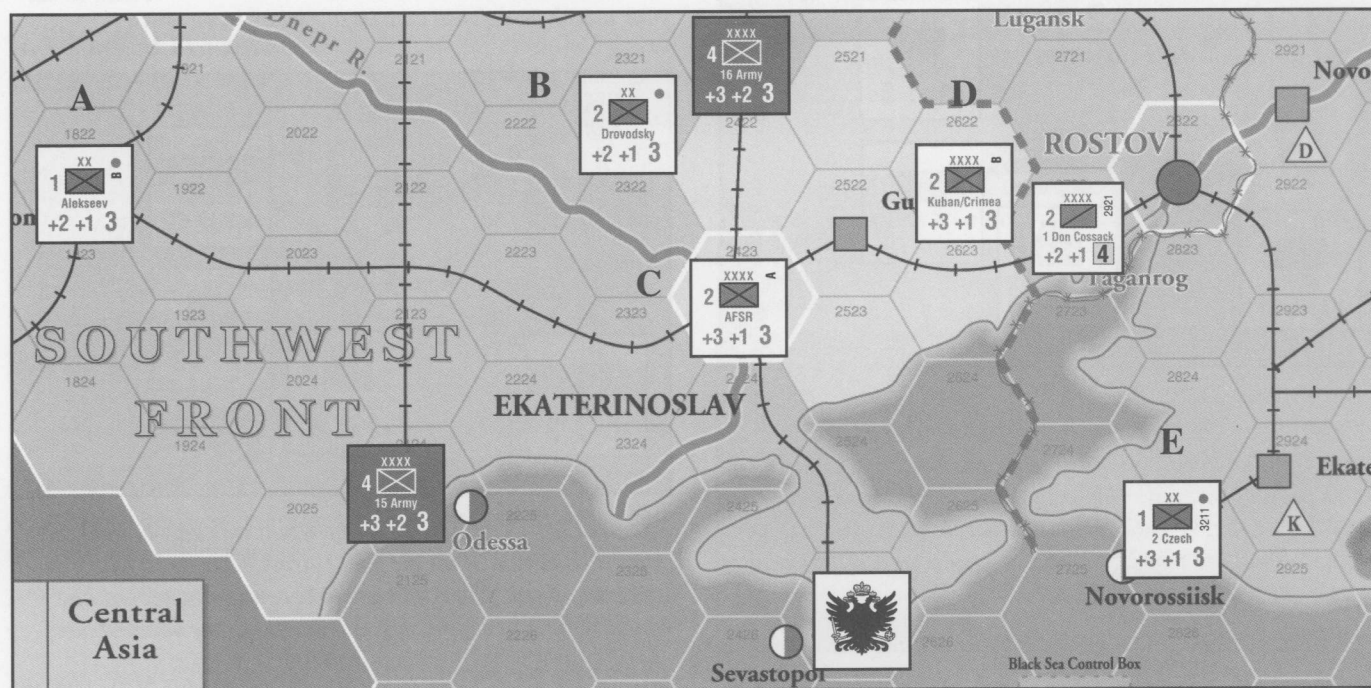 Dnepr R.
Lugansk
921
2121
2321
2521
2721
2921
Novo
A
B
D
XXXX
4
16 Army
+3 +2 3
XX
2
Drovodsky
+2 +1 3
1822
2022
2222
2422
2622
ROSTOV
D
XX
1
B
Alekseev
+2 +1 3
1922
2122
2322
2522
Gu
2922
XXXX
2
B
Kuban/Crimea
+3 +1 3
XXXX
2
2921
1 Don Cossack
+2 +1 4
2023
2223
2423
2623
2823
Taganrog
C
XXXX
2
A
AFSR
+3 +1 3
1923
2123
2323
2523
2723
2923
SOUTHWEST
FRONT
1824
2024
2224
2624
2824
EKATERINOSLAV
1924
2324
2524
2724
2924
E
Ekate
XXXX
4
15 Army
+3 +2 3
Odessa
2025
2425
2625
XX
1
3211
2 Czech
+3 +1 3
K
2125
2325
2725
2925
Novorossiisk
Central
Asia
2226
2426
2626
Sevastopol
Black Sea Control Box